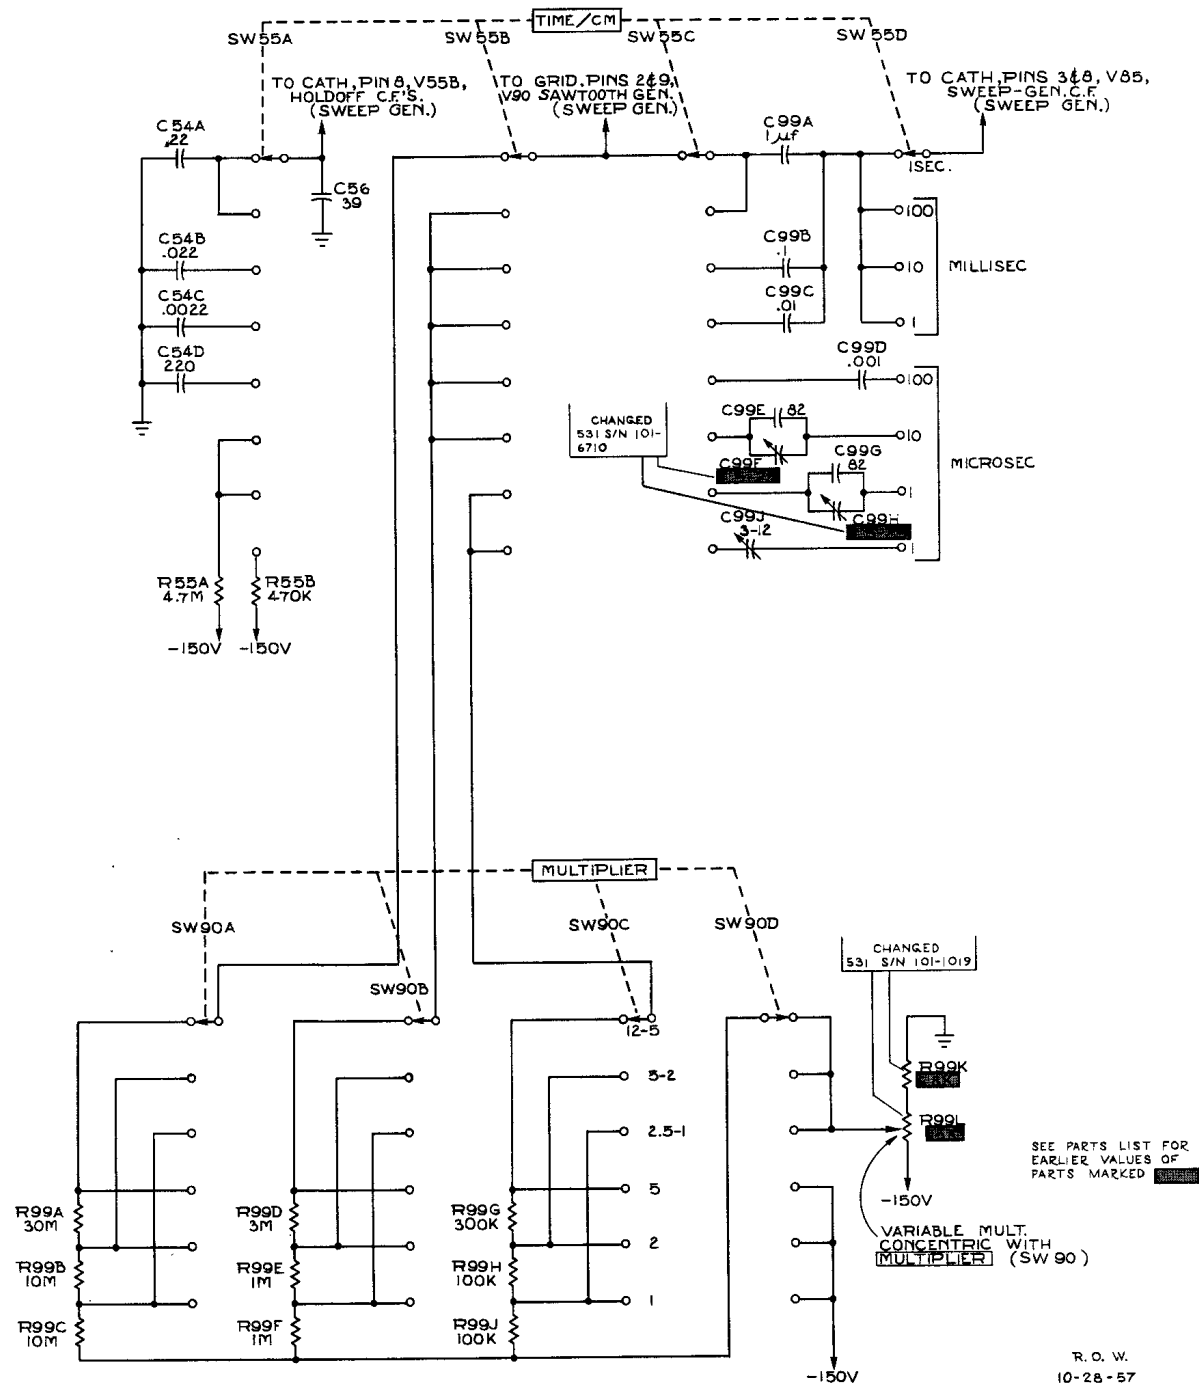 TIME/CM
SW55A
SW55B
SW55C
SW55D
TO CATH, PIN 8, V55B,
HOLDOFF C.F.'S.
(SWEEP GEN.)
TO GRID, PINS 2&9,
V90 SAWTOOTH GEN.
(SWEEP GEN.)
TO CATH, PINS 3&8, V85,
SWEEP-GEN. C.F.
(SWEEP GEN.)
C54A
22
C56
39
C99A
1 μf
1 SEC.
100
C54B
.022
C99B
.1
10
MILLISEC
C54C
.0022
C99C
.01
1
C54D
220
C99D
.001
100
CHANGED
531 S/N 101-
6710
C99E
82
10
C99F
C99G
82
MICROSEC
1
C99J
3-12
C99H
.1
R55A
4.7M
R55B
470K
-150V
-150V
MULTIPLIER
SW90A
SW90B
SW90C
SW90D
CHANGED
531 S/N 101-1019
12-5
5-2
2.5-1
5
2
1
R99K
R99L
-150V
SEE PARTS LIST FOR
EARLIER VALUES OF
PARTS MARKED
VARIABLE MULT.
CONCENTRIC WITH
MULTIPLIER (SW 90)
R99A
30M
R99D
3M
R99G
300K
R99B
10M
R99E
1M
R99H
100K
R99C
10M
R99F
1M
R99J
100K
-150V
R. O. W.
10-28-57